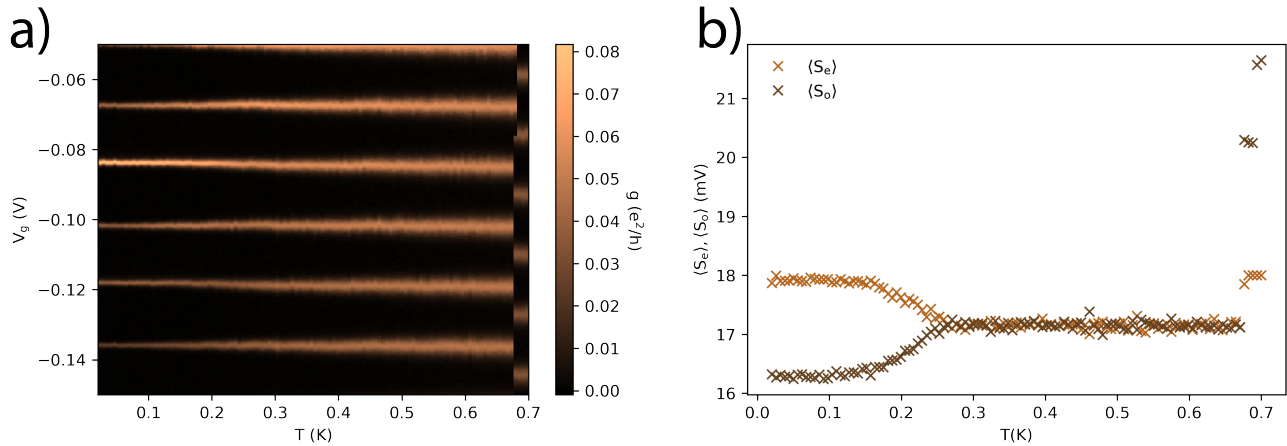 a)
−0.06
−0.08
−0.10
−0.12
−0.14
V_g (V)
0.1 0.2 0.3 0.4 0.5 0.6 0.7
T (K)
0.08
0.07
0.06
0.05
0.04
0.03
0.02
0.01
0.00
g (e²/h)
b)
⟨S_e⟩
⟨S_o⟩
21
20
19
18
17
16
⟨S_e⟩, ⟨S_o⟩ (mV)
0.0 0.1 0.2 0.3 0.4 0.5 0.6 0.7
T(K)